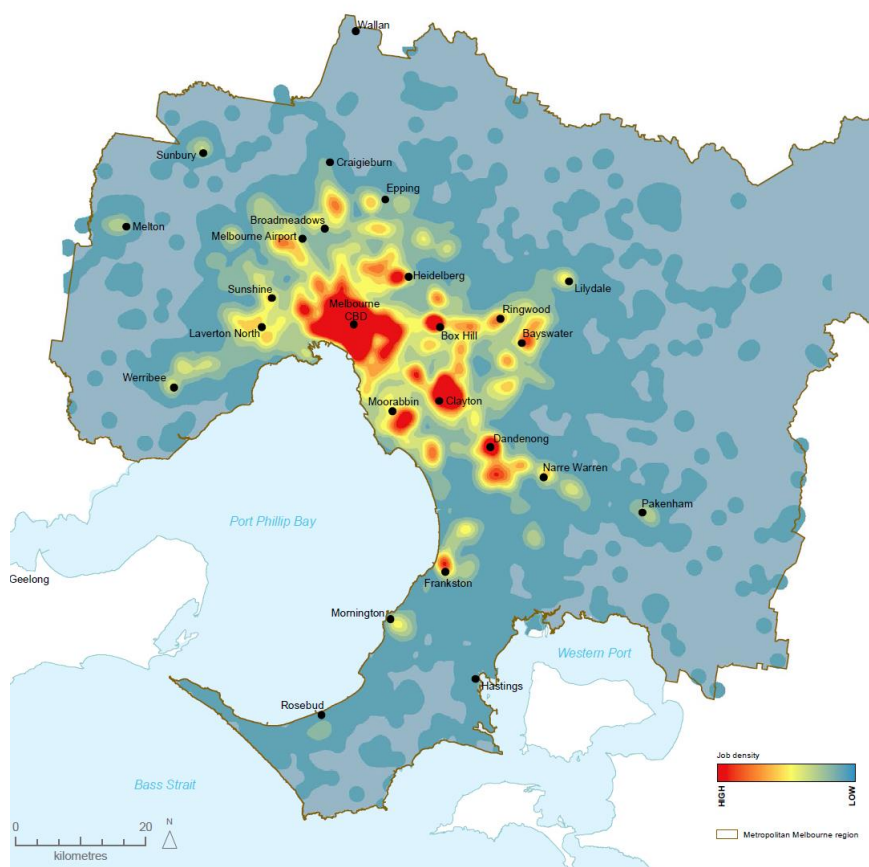 Wallan
Sunbury
Craigieburn
Epping
Melton
Broadmeadows
Melbourne Airport
Heidelberg
Lilydale
Sunshine
Melbourne
CBD
Ringwood
Laverton North
Box Hill
Bayswater
Werribee
Moorabbin
Clayton
Dandenong
Narre Warren
Pakenham
Port Phillip Bay
Geelong
Frankston
Mornington
Western Port
Hastings
Rosebud
Bass Strait
Job density
HIGH
LOW
0 20
kilometres
N
Metropolitan Melbourne region